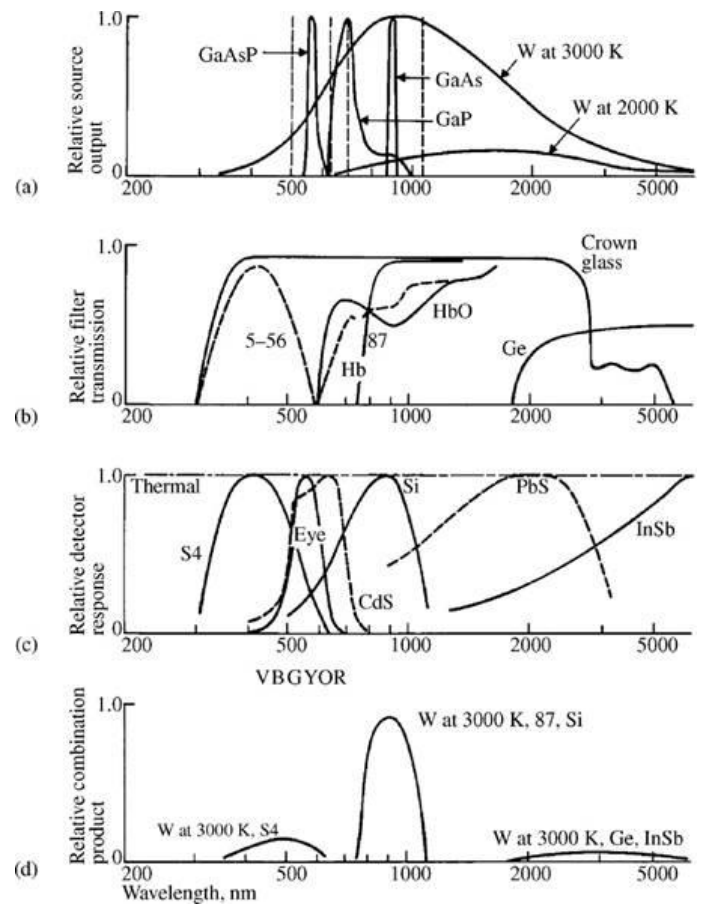 (a)
Relative source
output
1.0
0
GaAsP
W at 3000 K
GaAs
W at 2000 K
GaP
200 500 1000 2000 5000
(b)
Relative filter
transmission
1.0
0
Crown
glass
5–56
87
HbO
Hb
Ge
200 500 1000 2000 5000
(c)
Relative detector
response
1.0
0
Thermal
Si
PbS
S4
Eye
InSb
CdS
200 500 1000 2000 5000
VBGYOR
(d)
Relative combination
product
1.0
0
W at 3000 K, 87, Si
W at 3000 K, S4
W at 3000 K, Ge, InSb
200 500 1000 2000 5000
Wavelength, nm